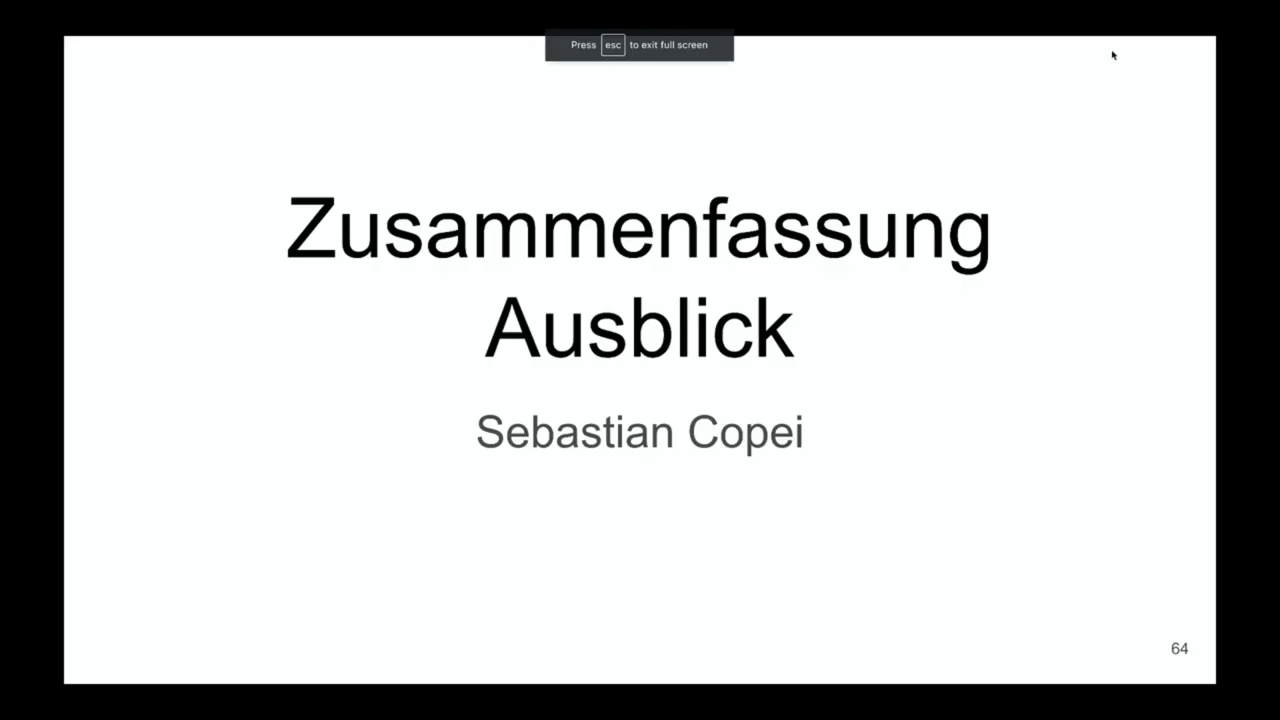 Press esc to exit full screen
Zusammenfassung
Ausblick
Sebastian Copei
64